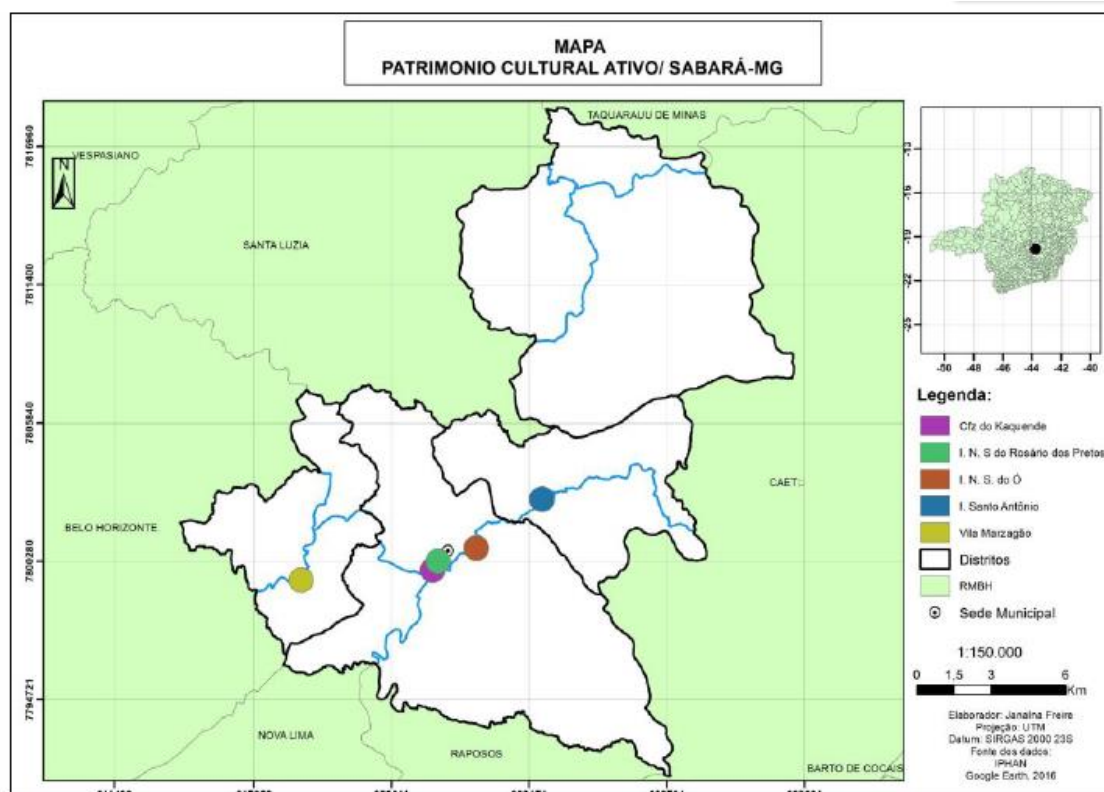 MAPA
PATRIMONIO CULTURAL ATIVO/ SABARÁ-MG
TAQUARAUU DE MINAS
VESPASIANO
N
SANTA LUZIA
BELO HORIZONTE
CAET
NOVA LIMA
RAPOSOS
BARTO DE COCAIS
7816960
7811400
7805840
7800280
7794721
-13
-16
-19
-22
-25
-50 -48 -46 -44 -42 -40
Legenda:
Cfz do Kaquende
I. N. S do Rosário dos Pretos
I. N. S. do Ó
I. Santo Antônio
Vila Marzagão
Distritos
RMBH
Sede Municipal
1:150.000
0 1,5 3 6
Km
Elaborador: Janaína Freire
Projeção: UTM
Datum: SIRGAS 2000 23S
Fonte dos dados:
IPHAN
Google Earth, 2016